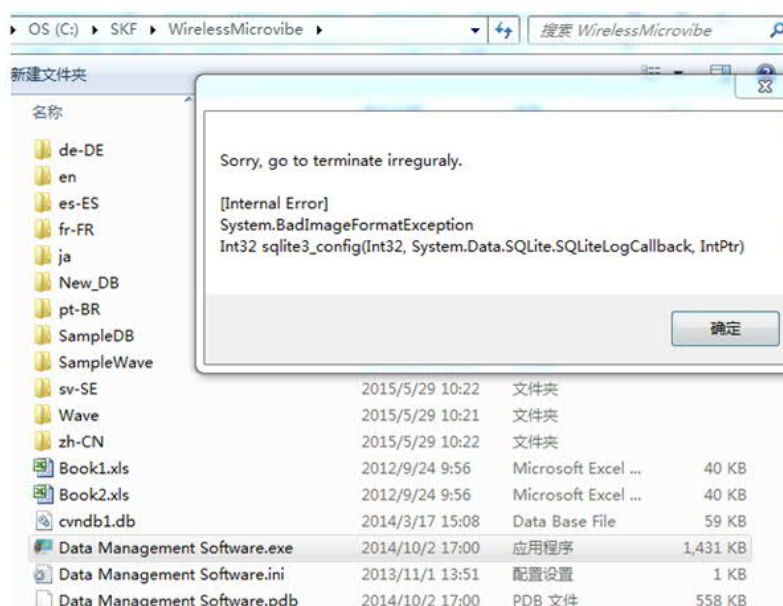 OS (C:) ▸ SKF ▸ WirelessMicrovibe ▸
搜索 WirelessMicrovibe
新建文件夹
名称
Sorry, go to terminate irreguraly.
[Internal Error]
System.BadImageFormatException
Int32 sqlite3_config(Int32, System.Data.SQLite.SQLiteLogCallback, IntPtr)
确定
de-DE
en
es-ES
fr-FR
ja
New_DB
pt-BR
SampleDB
SampleWave
sv-SE 2015/5/29 10:22 文件夹
Wave 2015/5/29 10:21 文件夹
zh-CN 2015/5/29 10:22 文件夹
Book1.xls 2012/9/24 9:56 Microsoft Excel ... 40 KB
Book2.xls 2012/9/24 9:56 Microsoft Excel ... 40 KB
cvndb1.db 2014/3/17 15:08 Data Base File 59 KB
Data Management Software.exe 2014/10/2 17:00 应用程序 1,431 KB
Data Management Software.ini 2013/11/1 13:51 配置设置 1 KB
Data Management Software.pdb 2014/10/2 17:00 PDB 文件 558 KB